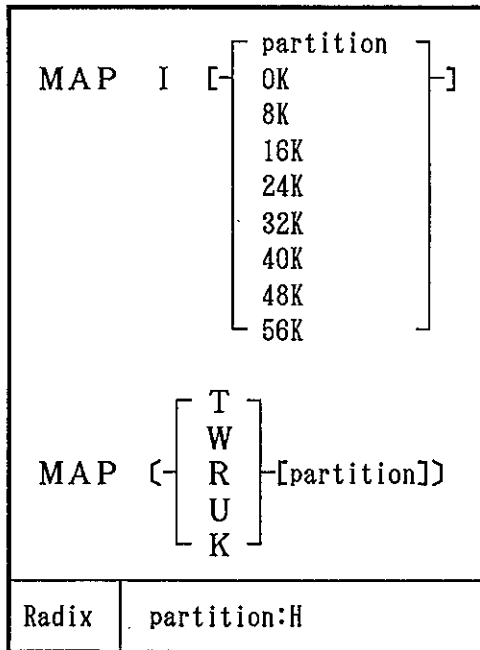 MAP I [ partition ]
0K
8K
16K
24K
32K
40K
48K
56K
MAP ( T
W
R [partition])
U
K
Radix partition:H